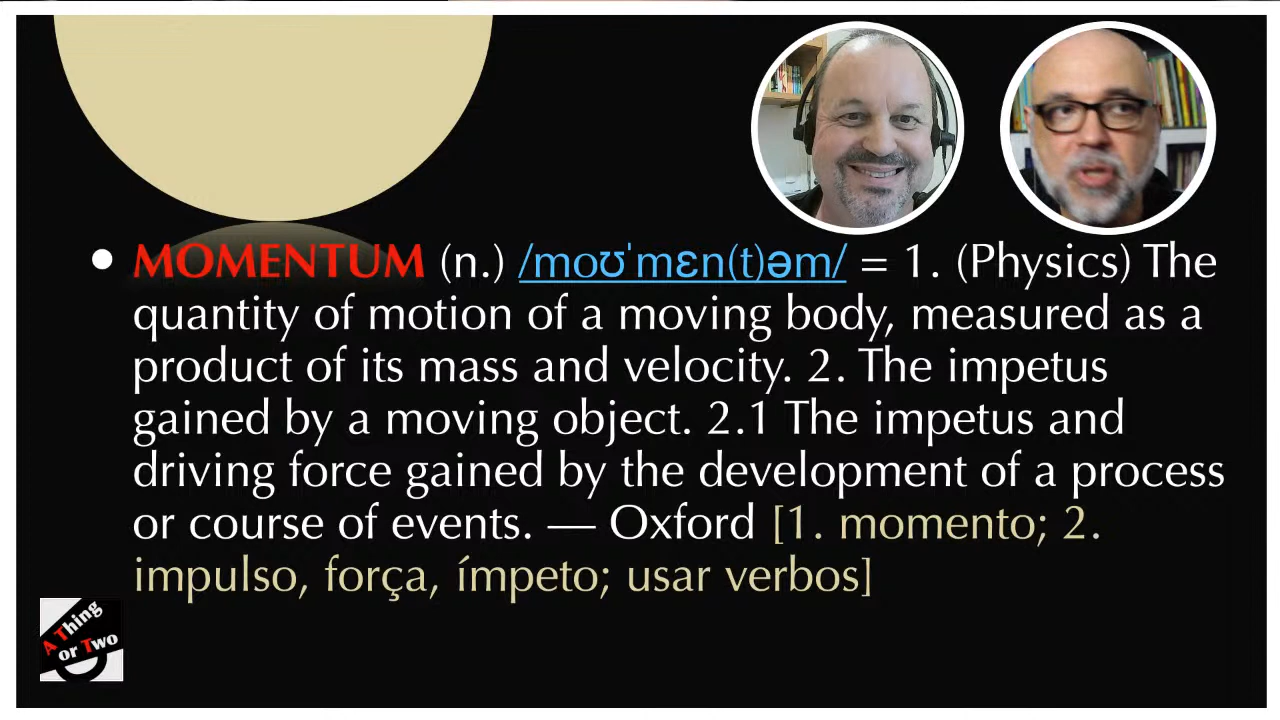 • MOMENTUM (n.) /moʊˈmɛn(t)əm/ = 1. (Physics) The
quantity of motion of a moving body, measured as a
product of its mass and velocity. 2. The impetus
gained by a moving object. 2.1 The impetus and
driving force gained by the development of a process
or course of events. — Oxford [1. momento; 2.
impulso, força, ímpeto; usar verbos]
A Thing
or Two